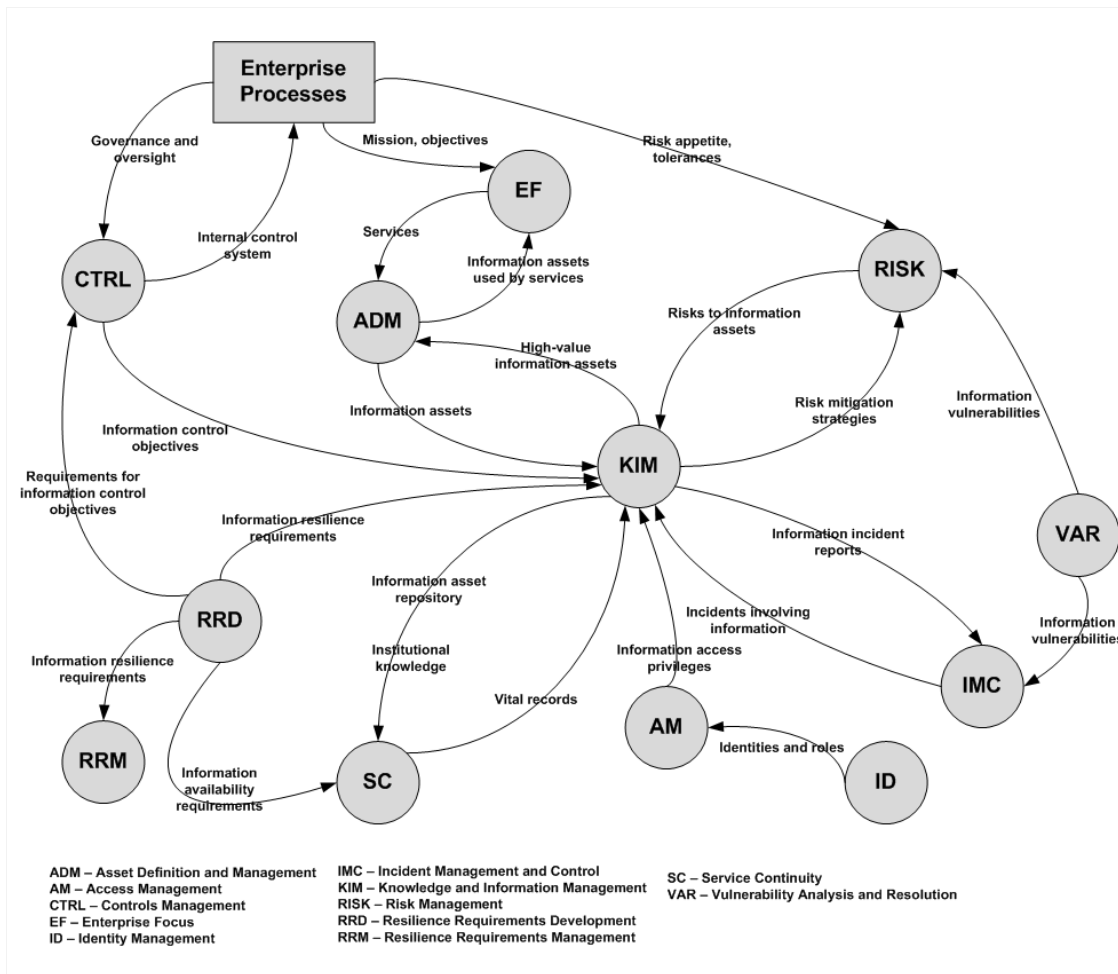 Enterprise
Processes
Governance and
oversight
Mission, objectives
Risk appetite,
tolerances
EF
Services
Internal control
system
Information assets
used by services
CTRL
RISK
ADM
Risks to information
assets
High-value
information assets
Information assets
Risk mitigation
strategies
Information
vulnerabilities
Information control
objectives
KIM
Requirements for
information control
objectives
Information resilience
requirements
Information incident
reports
VAR
Information asset
repository
RRD
Incidents involving
information
Information
vulnerabilities
Information resilience
requirements
Institutional
knowledge
Information access
privileges
IMC
Vital records
AM
Identities and roles
RRM
Information
availability
requirements
SC
ID
ADM – Asset Definition and Management
AM – Access Management
CTRL – Controls Management
EF – Enterprise Focus
ID – Identity Management
IMC – Incident Management and Control
KIM – Knowledge and Information Management
RISK – Risk Management
RRD – Resilience Requirements Development
RRM – Resilience Requirements Management
SC – Service Continuity
VAR – Vulnerability Analysis and Resolution